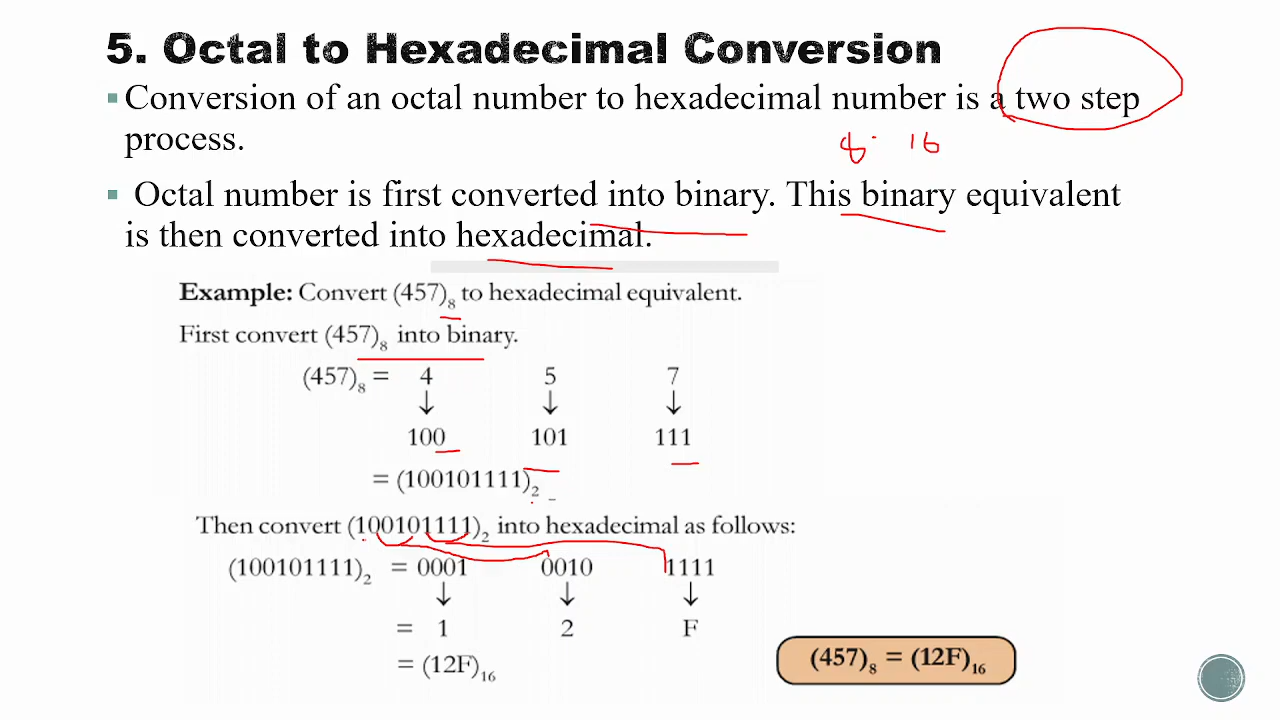 5. Octal to Hexadecimal Conversion
▪ Conversion of an octal number to hexadecimal number is a two step
process.
8 16
▪ Octal number is first converted into binary. This binary equivalent
is then converted into hexadecimal.
Example: Convert (457)₈ to hexadecimal equivalent.
First convert (457)₈ into binary.
(457)₈ = 4 5 7
↓ ↓ ↓
100 101 111
= (100101111)₂
Then convert (100101111)₂ into hexadecimal as follows:
(100101111)₂ = 0001 0010 1111
↓ ↓ ↓
= 1 2 F
= (12F)₁₆
(457)₈ = (12F)₁₆